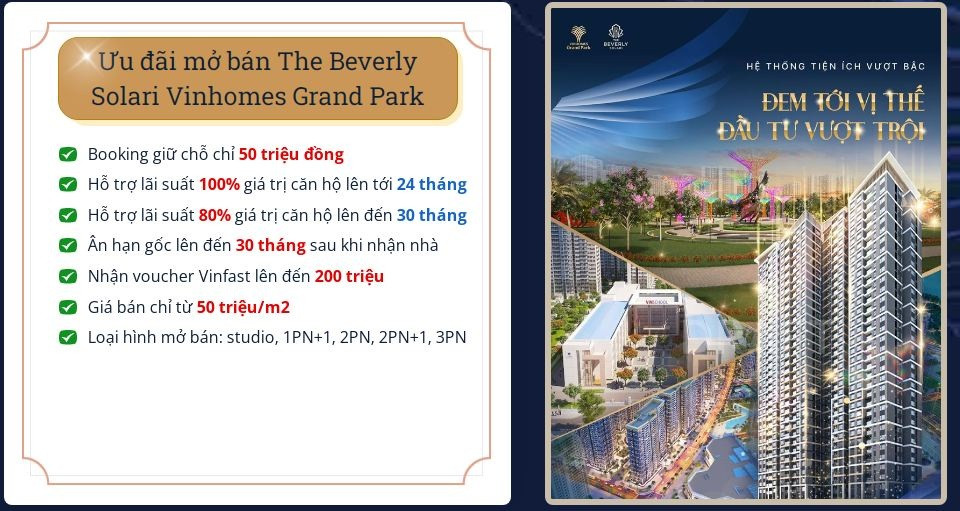 Ưu đãi mở bán The Beverly
Solari Vinhomes Grand Park
Booking giữ chỗ chỉ 50 triệu đồng
Hỗ trợ lãi suất 100% giá trị căn hộ lên tới 24 tháng
Hỗ trợ lãi suất 80% giá trị căn hộ lên đến 30 tháng
Ân hạn gốc lên đến 30 tháng sau khi nhận nhà
Nhận voucher Vinfast lên đến 200 triệu
Giá bán chỉ từ 50 triệu/m2
Loại hình mở bán: studio, 1PN+1, 2PN, 2PN+1, 3PN
VINHOMES
Grand Park
THE
BEVERLY
SOLARI
HỆ THỐNG TIỆN ÍCH VƯỢT BẬC
ĐEM TỚI VỊ THẾ
ĐẦU TƯ VƯỢT TRỘI
VINSCHOOL